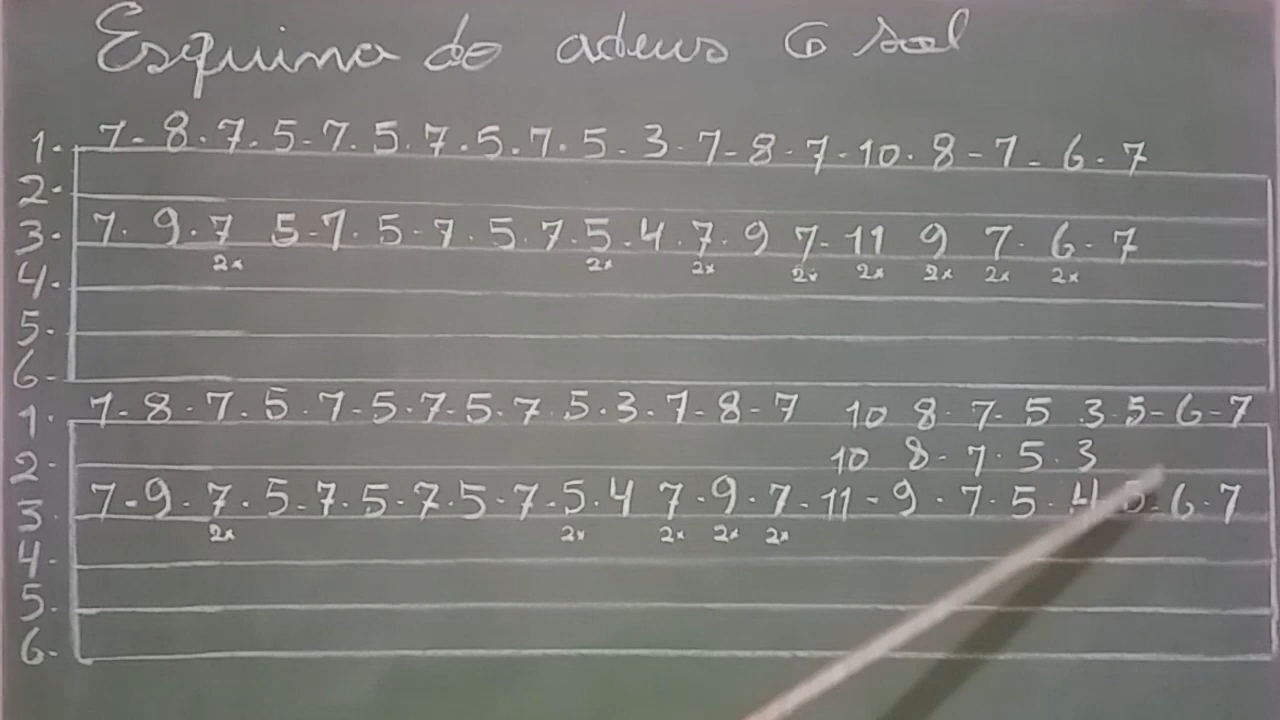 Esquina do adeus G sol
1. 7-8.7.5-7.5.7.5.7.5-3-7-8-7-10.8-7-6.7
2-
3. 7.9.7 5-7.5-7.5.7.5.4.7.9 7-11 9 7.6-7
2x 2x 2x 2x 2x 2x 2x 2x
4.
5.
6-
1. 7-8-7.5-7-5-7-5-7.5.3.7-8-7 10 8-7-5.3-5-6-7
2- 10 8-7.5.3
3. 7-9-7.5-7.5-7.5-7.5.4 7.9.7-11-9.7.5.4 5-6.7
2x 2x 2x 2x 2x
4-
5-
6-